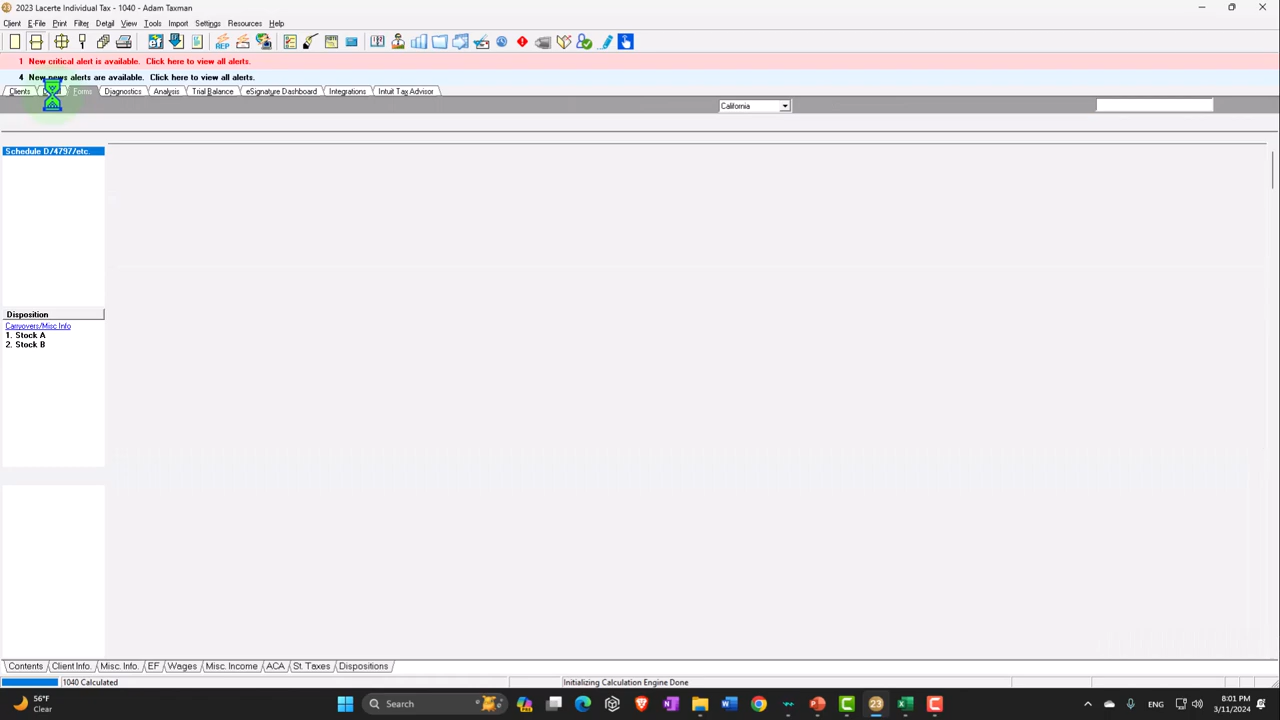 2023 Lacerte Individual Tax - 1040 - Adam Taxman
Client E-File Print Filter Detail View Tools Import Settings Resources Help
1 New critical alert is available. Click here to view all alerts.
4 New news alerts are available. Click here to view all alerts.
Clients Forms Diagnostics Analysis Trial Balance eSignature Dashboard Integrations Intuit Tax Advisor
California
Schedule D/4797/etc.
Disposition
Carryovers/Misc Info
1. Stock A
2. Stock B
Contents Client Info. Misc. Info. EF Wages Misc. Income ACA St. Taxes Dispositions
1040 Calculated Initializing Calculation Engine Done
56°F
Clear
Search
ENG
8:01 PM
3/11/2024